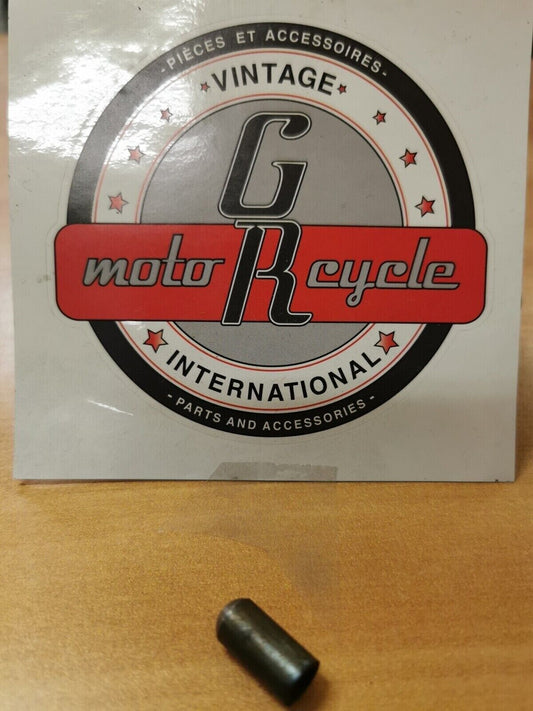 - PIÈCES ET ACCESSOIRES -
VINTAGE
G
moto R cycle
INTERNATIONAL
- PARTS AND ACCESSORIES -